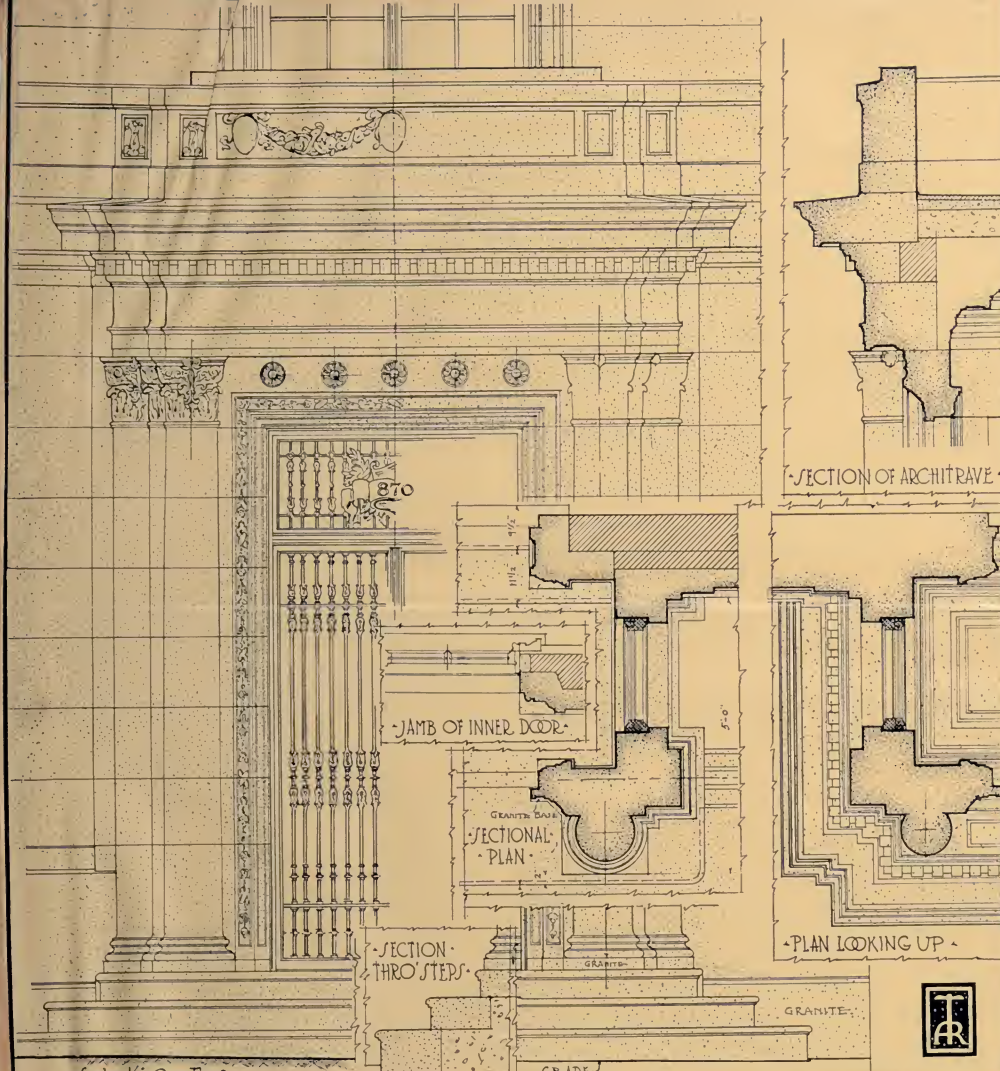 ·SECTION OF ARCHITRAVE·
870
9½"
11½
·JAMB OF INNER DOOR·
5'-0"
GRANITE BASE
·SECTIONAL·
·PLAN·
·PLAN LOOKING UP·
·SECTION·
THRO' STEPS·
GRANITE
GRANITE·
TAR
GRADE